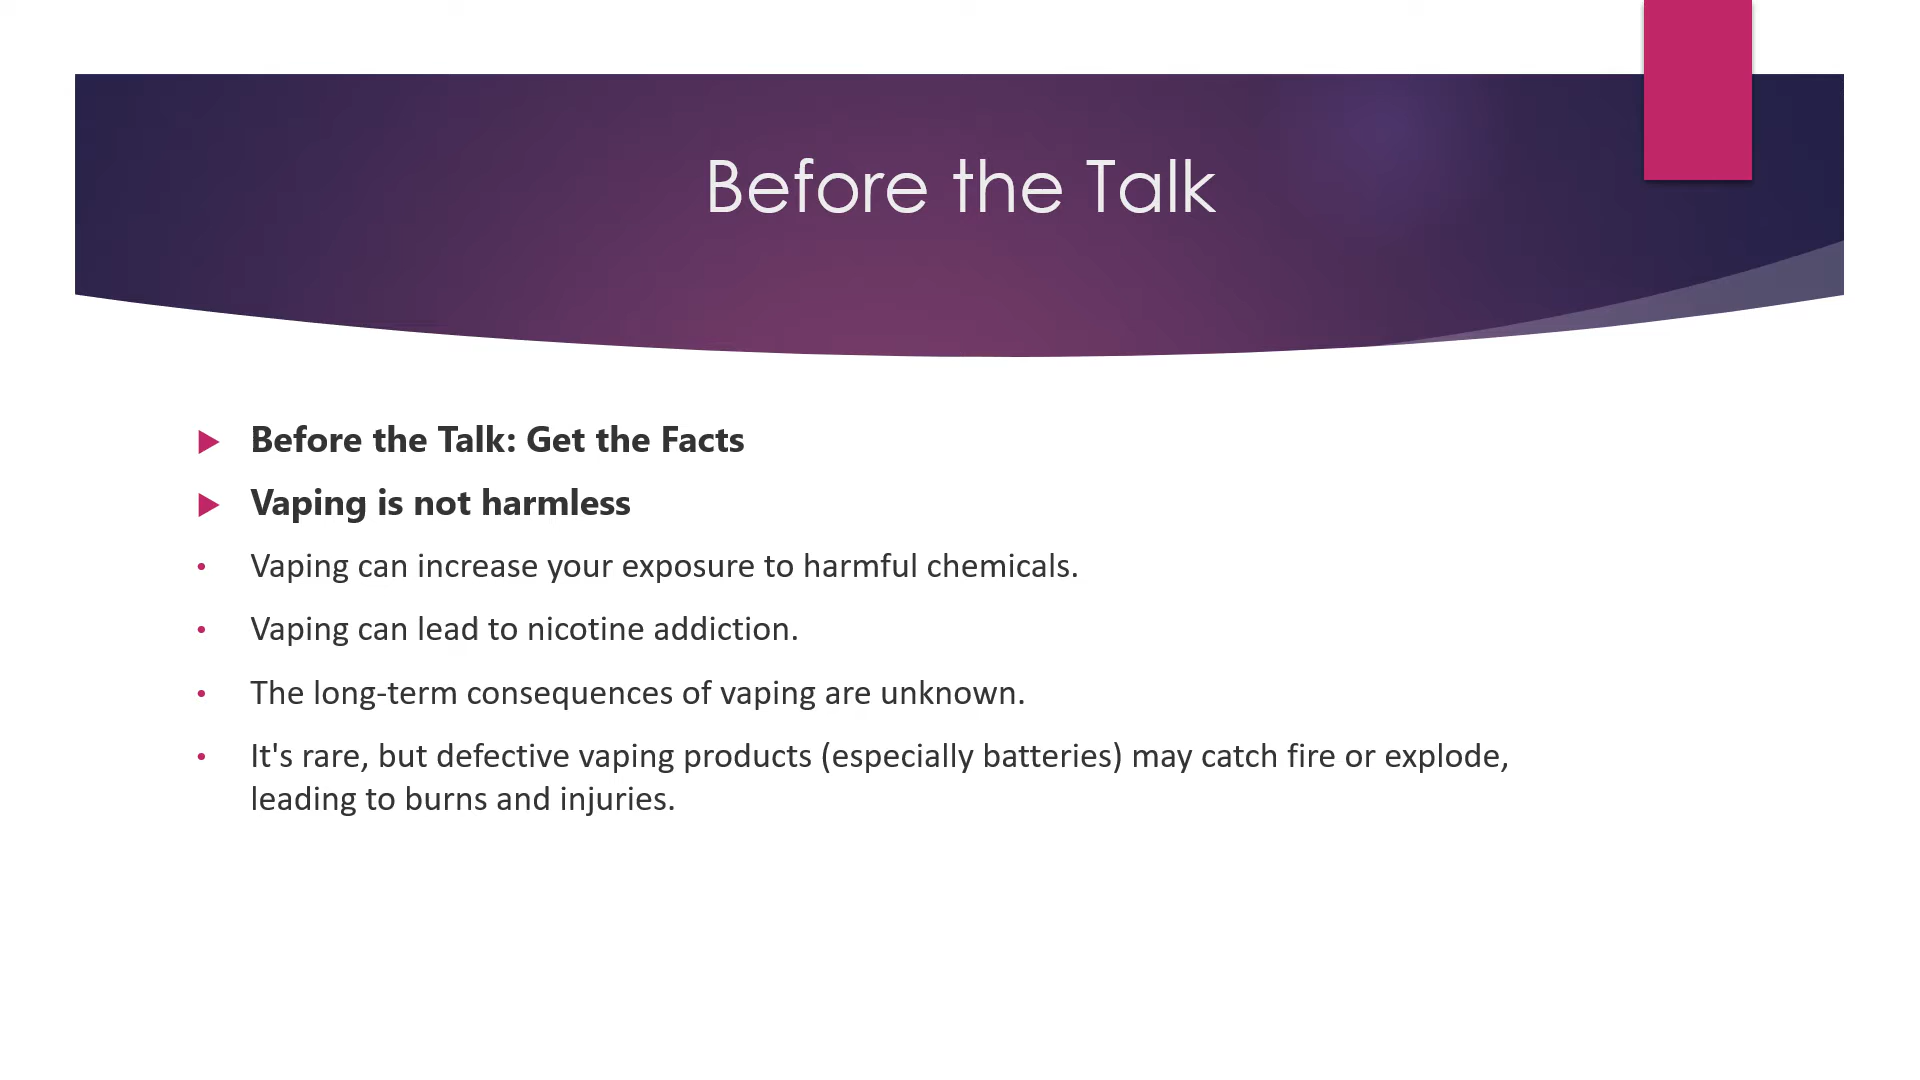 Before the Talk
Before the Talk: Get the Facts
Vaping is not harmless
• Vaping can increase your exposure to harmful chemicals.
• Vaping can lead to nicotine addiction.
• The long-term consequences of vaping are unknown.
• It's rare, but defective vaping products (especially batteries) may catch fire or explode,
leading to burns and injuries.